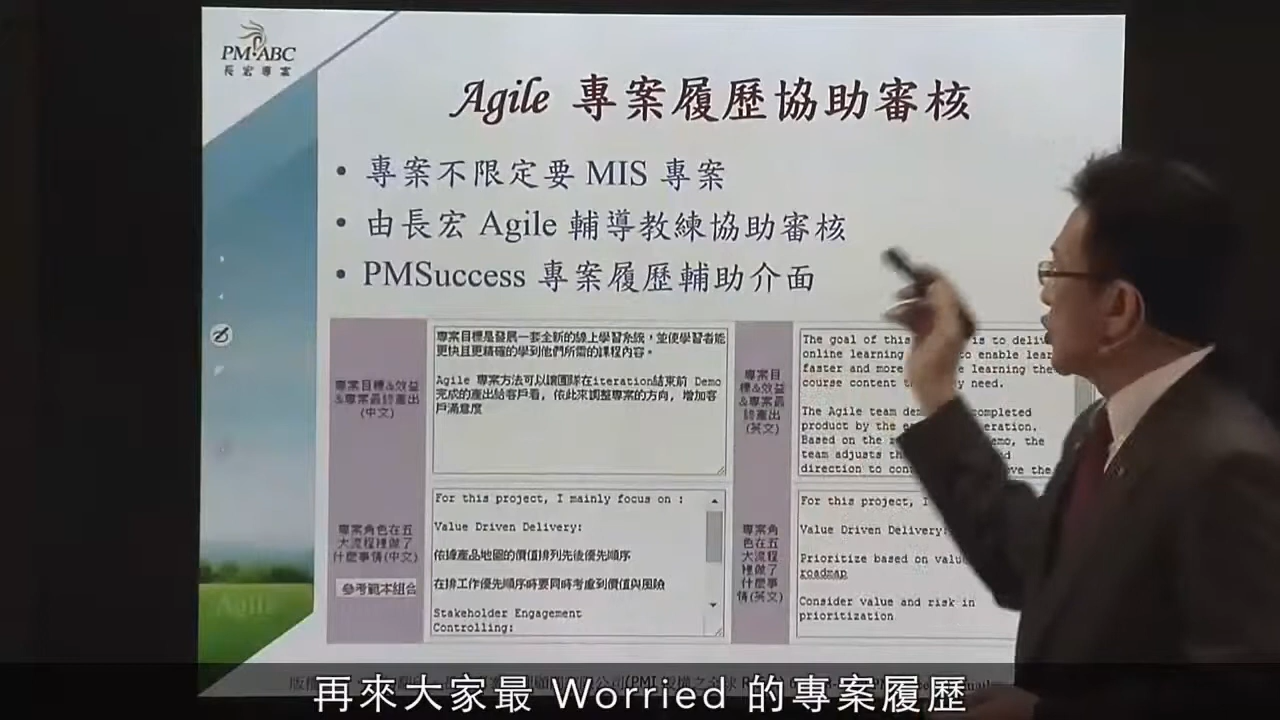 PM-ABC
長宏專案
Agile 專案履歷協助審核
• 專案不限定要 MIS 專案
• 由長宏 Agile 輔導教練協助審核
• PMSuccess 專案履歷輔助介面
專案目標&效益
&專案最終產出
(中文)
專案目標是發展一套全新的線上學習系統，並使學習者能
更快且更精確的學到他們所需的課程內容。
Agile 專案方法可以讓團隊在iteration結束前 Demo
完成的產出給客戶看，依此來調整專案的方向，增加客
戶滿意度
專案目
標&效益
&專案最
終產出
(英文)
The goal of this is to
online learning to enable
faster and more learning
course content need.
The Agile team completed
product by the
Based on the the
team adjusts
direction to the
專案角色在五
大流程裡做了
什麼事情(中文)
參考範本組合
For this project, I mainly focus on :
Value Driven Delivery:
依據產品地圖的價值排列先後優先順序
在排工作優先順序時要同時考慮到價值與風險
Stakeholder Engagement
Controlling:
專案角
色在五
大流程
裡做了
什麼事
情(英文)
For this project, I
Value Driven Delivery:
Prioritize based on value
roadmap
Consider value and risk in
prioritization
Agile
再來大家最 Worried 的專案履歷